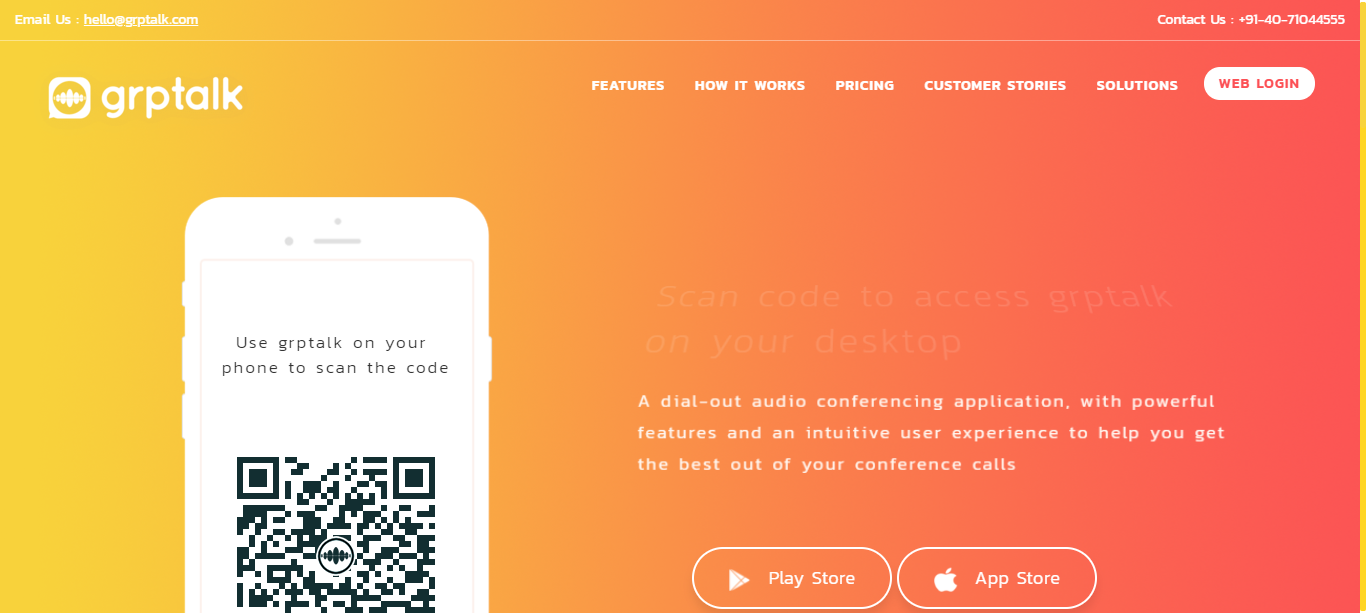 Email Us : hello@grptalk.com
Contact Us : +91-40-71044555
grptalk
FEATURES
HOW IT WORKS
PRICING
CUSTOMER STORIES
SOLUTIONS
WEB LOGIN
Use grptalk on your
phone to scan the code
Scan code to access grptalk
on your desktop
A dial-out audio conferencing application, with powerful
features and an intuitive user experience to help you get
the best out of your conference calls
Play Store
App Store